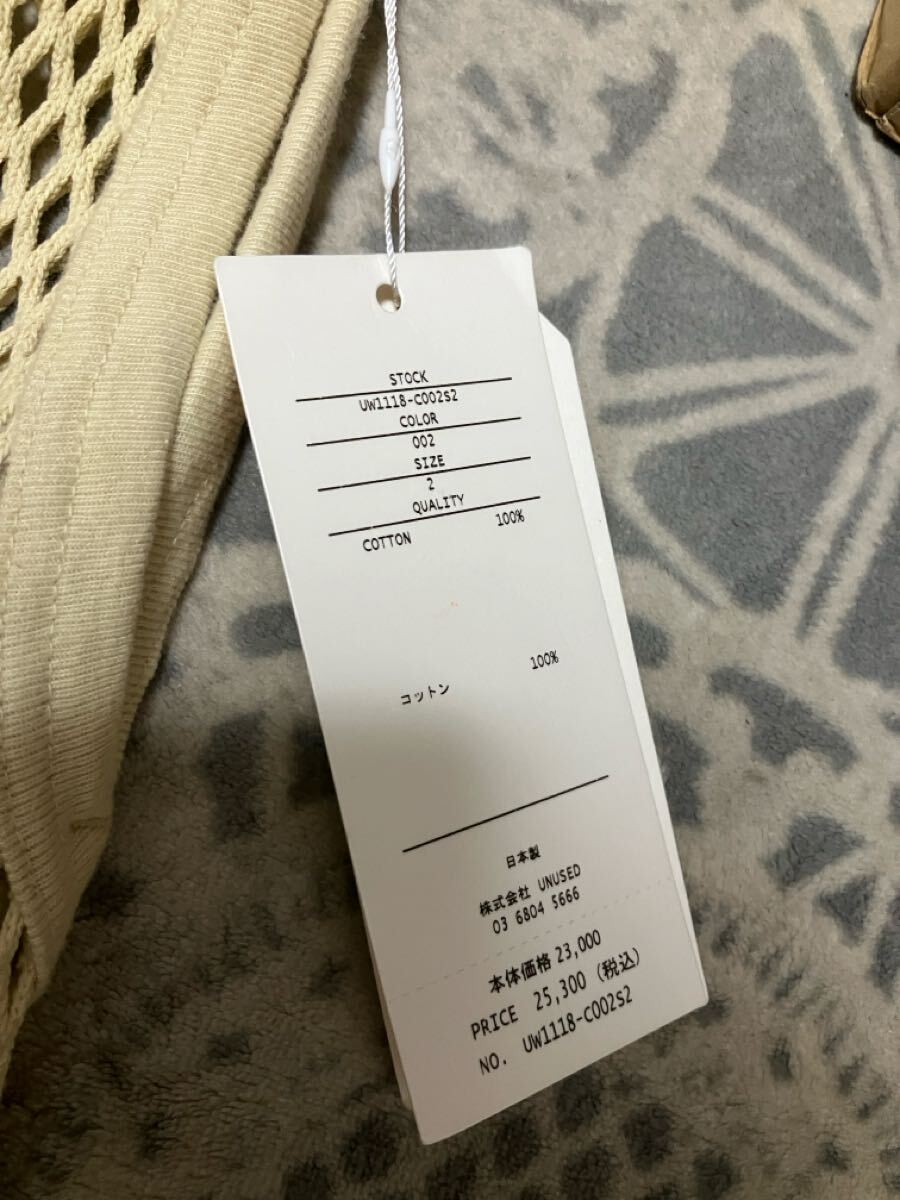 STOCK
UW1118-C002S2
COLOR
002
SIZE
2
QUALITY
COTTON 100%
コットン 100%
日本製
株式会社 UNUSED
03 6804 5666
本体価格 23,000
PRICE 25,300 (税込)
NO. UW1118-C002S2